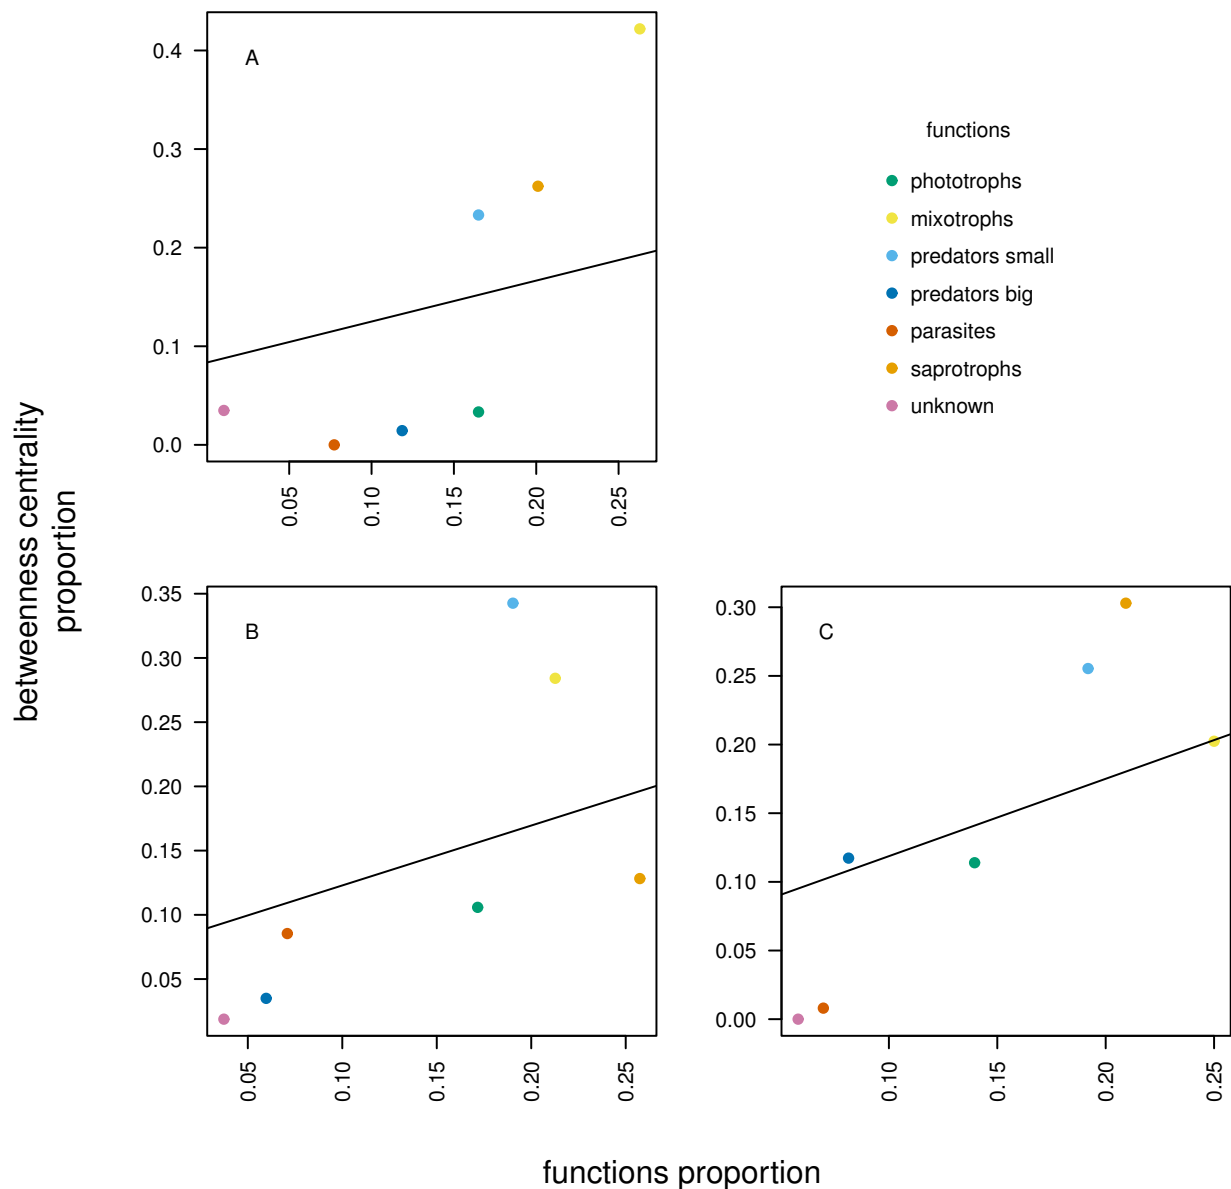 A
0.4
0.3
0.2
0.1
0.0
0.05
0.10
0.15
0.20
0.25
functions
phototrophs
mixotrophs
predators small
predators big
parasites
saprotrophs
unknown
betweenness centrality
proportion
B
0.35
0.30
0.25
0.20
0.15
0.10
0.05
0.05
0.10
0.15
0.20
0.25
C
0.30
0.25
0.20
0.15
0.10
0.05
0.00
0.10
0.15
0.20
0.25
functions proportion